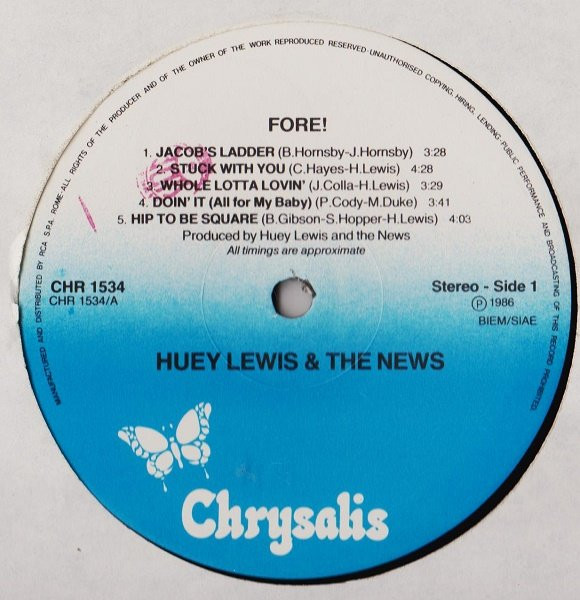 MANUFACTURED AND DISTRIBUTED BY RCA S.P.A. ROME-ALL RIGHTS OF THE PRODUCER AND OF THE OWNER OF THE WORK REPRODUCED RESERVED-UNAUTHORISED COPYING, HIRING, LENDING-PUBLIC PERFORMANCE AND BROADCASTING OF THIS RECORD PROHIBITED.
FORE!
1. JACOB'S LADDER (B.Hornsby-J.Hornsby) 3:28
2. STUCK WITH YOU (C.Hayes-H.Lewis) 4:28
3. WHOLE LOTTA LOVIN' (J.Colla-H.Lewis) 3:29
4. DOIN' IT (All for My Baby) (P.Cody-M.Duke) 3:41
5. HIP TO BE SQUARE (B.Gibson-S.Hopper-H.Lewis) 4:03
Produced by Huey Lewis and the News
All timings are approximate
CHR 1534
CHR 1534/A
Stereo - Side 1
Ⓟ 1986
BIEM/SIAE
HUEY LEWIS & THE NEWS
Chrysalis